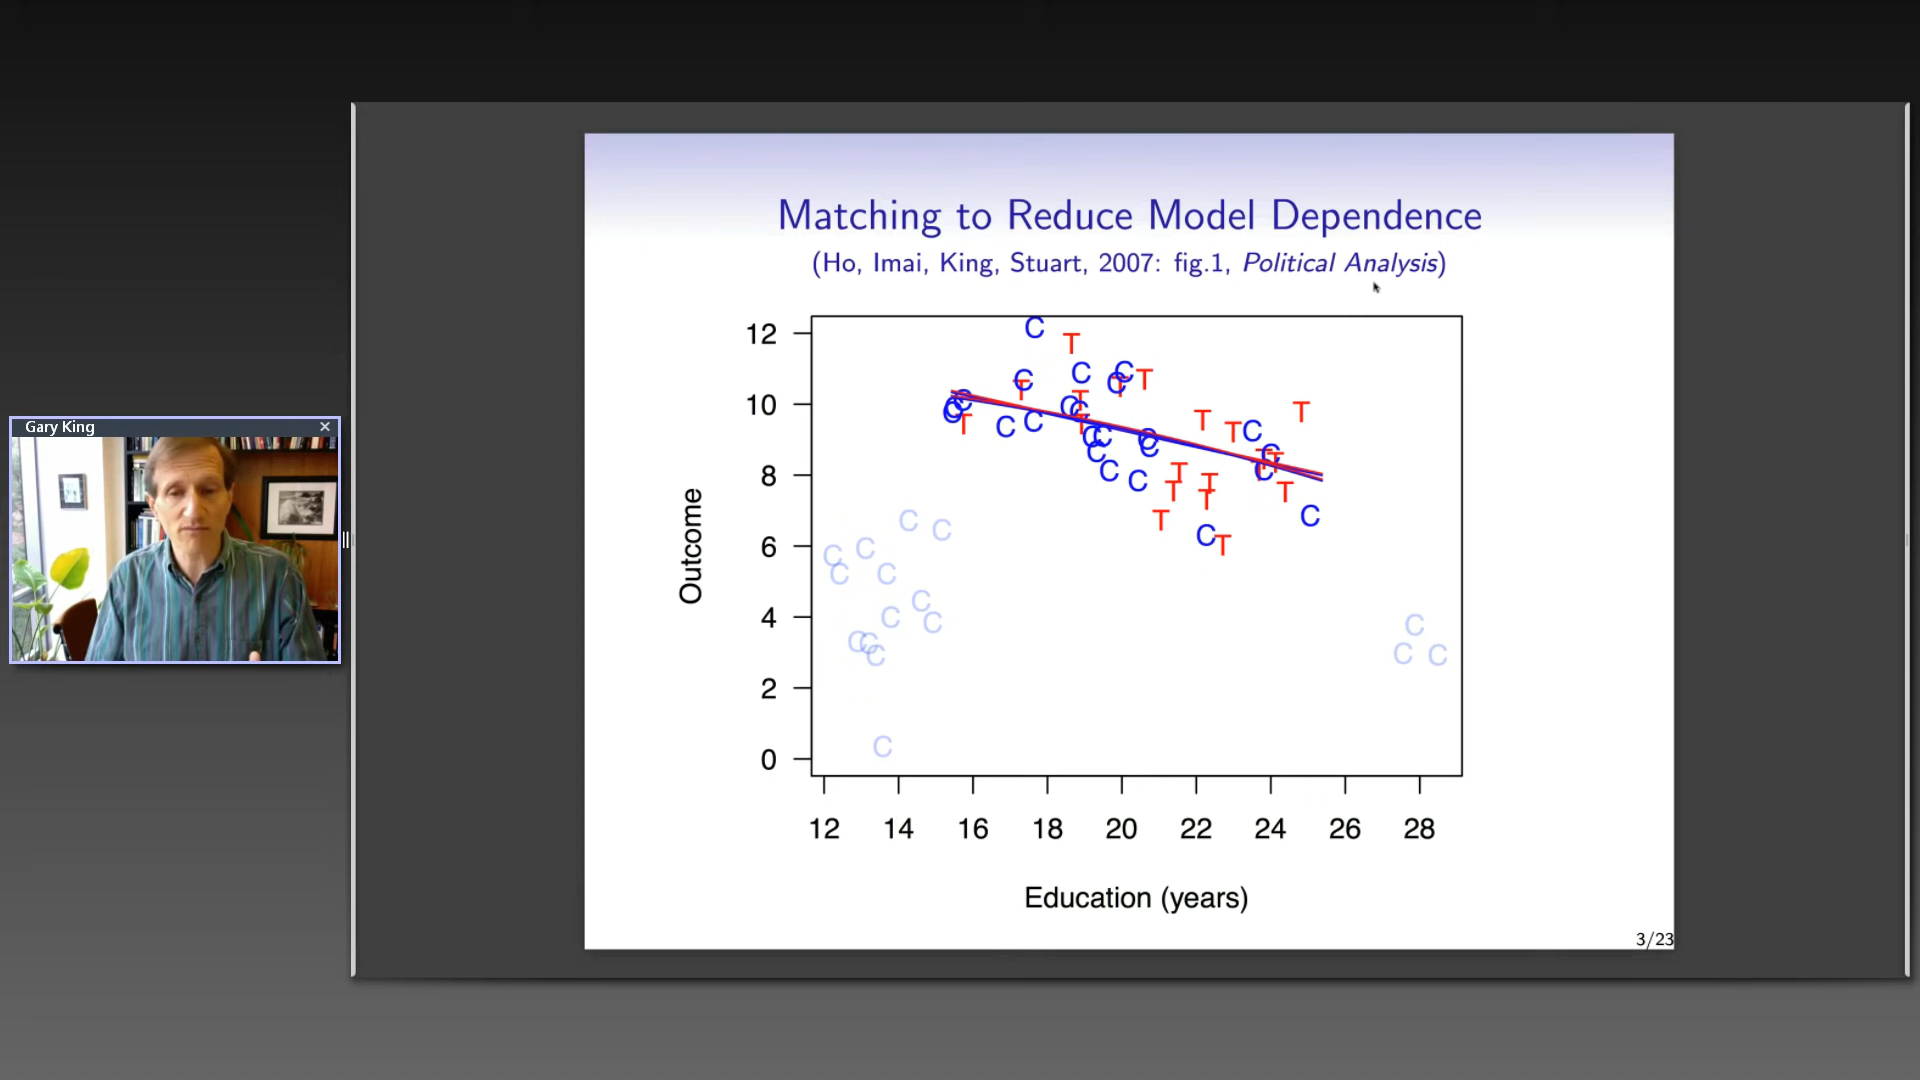 Gary King
Matching to Reduce Model Dependence
(Ho, Imai, King, Stuart, 2007: fig.1, Political Analysis)
12
10
8
6
4
2
0
Outcome
C C C C C C C C C C C C C C C C C C C C C C C C C C C
T T T T T T T T T T T T T T T T T T T T
C C C C C C C C C C C C C C C C
12 14 16 18 20 22 24 26 28
Education (years)
3/23